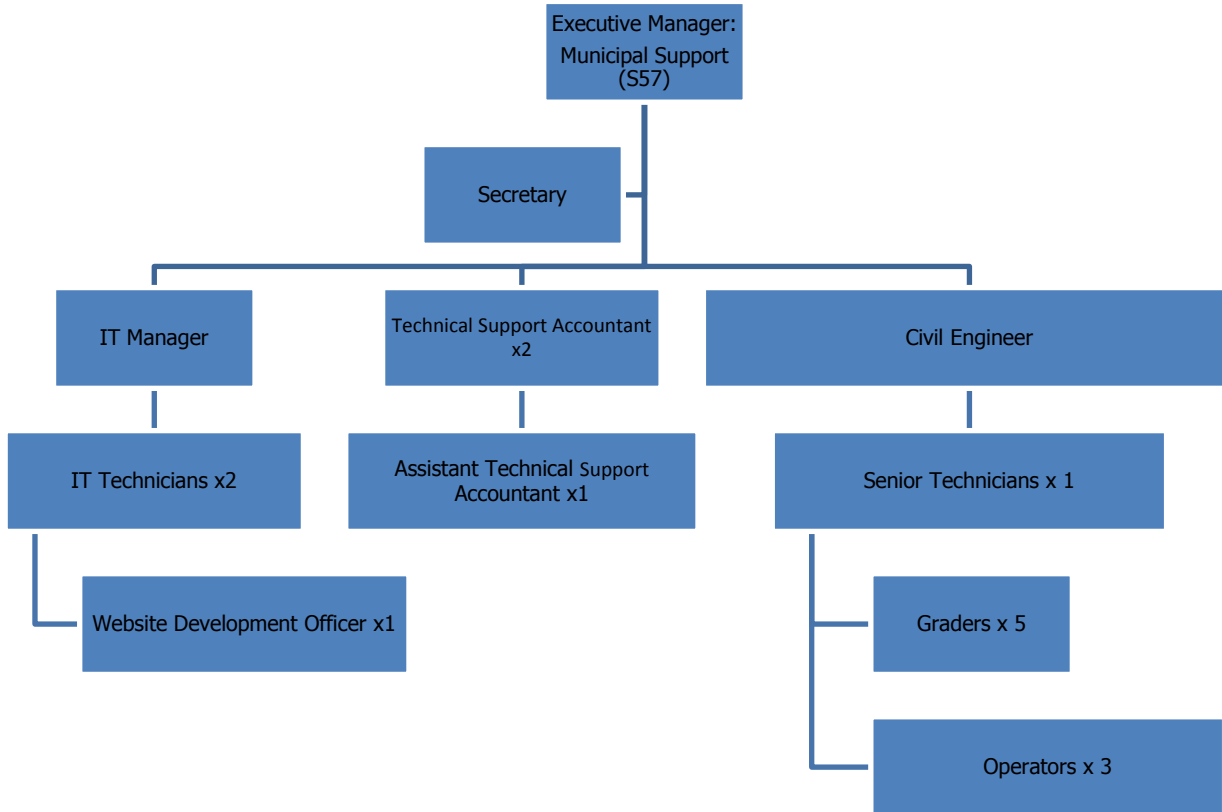 Executive Manager:
Municipal Support
(S57)
Secretary
IT Manager
Technical Support Accountant
x2
Civil Engineer
IT Technicians x2
Assistant Technical Support
Accountant x1
Senior Technicians x 1
Website Development Officer x1
Graders x 5
Operators x 3